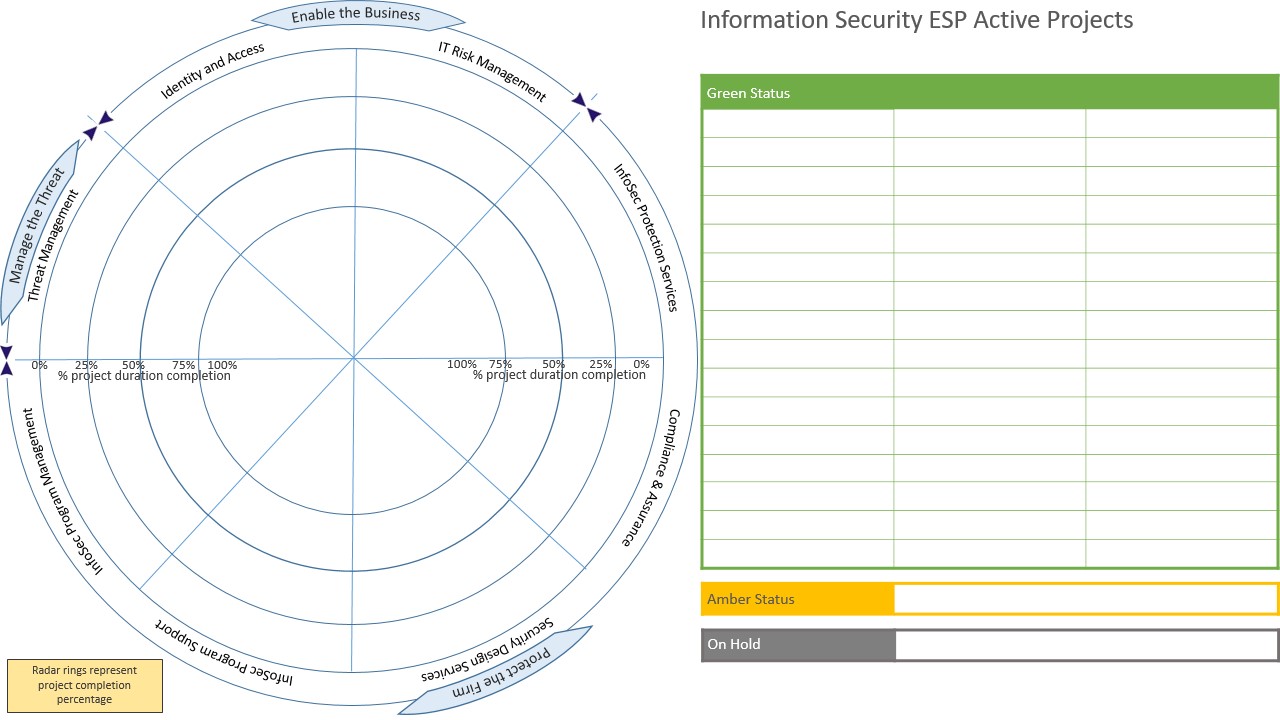 Enable the Business
Information Security ESP Active Projects
Identity and Access
IT Risk Management
Green Status
Manage the Threat
Threat Management
InfoSec Protection Services
0% 25% 50% 75% 100%
% project duration completion
100% 75% 50% 25% 0%
% project duration completion
InfoSec Program Management
Compliance & Assurance
InfoSec Program Support
Security Design Services
Protect the Firm
Amber Status
On Hold
Radar rings represent
project completion
percentage